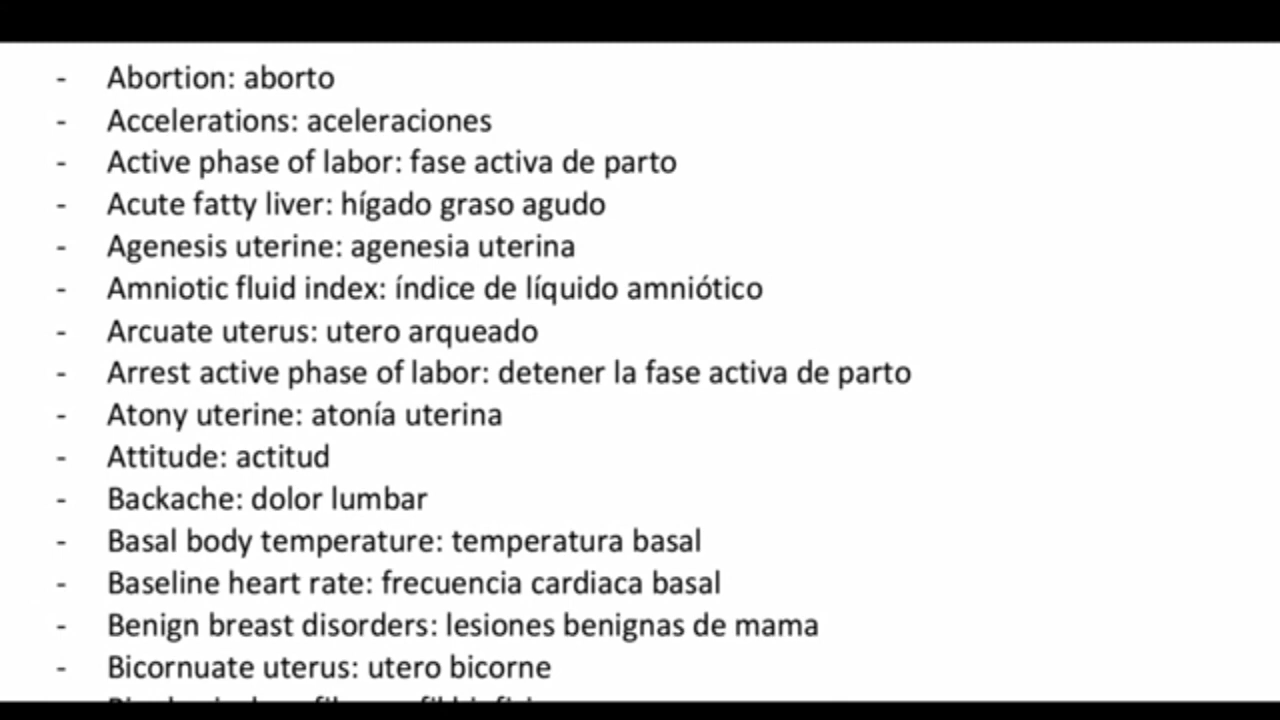 - Abortion: aborto
- Accelerations: aceleraciones
- Active phase of labor: fase activa de parto
- Acute fatty liver: hígado graso agudo
- Agenesis uterine: agenesia uterina
- Amniotic fluid index: índice de líquido amniótico
- Arcuate uterus: utero arqueado
- Arrest active phase of labor: detener la fase activa de parto
- Atony uterine: atonía uterina
- Attitude: actitud
- Backache: dolor lumbar
- Basal body temperature: temperatura basal
- Baseline heart rate: frecuencia cardiaca basal
- Benign breast disorders: lesiones benignas de mama
- Bicornuate uterus: utero bicorne